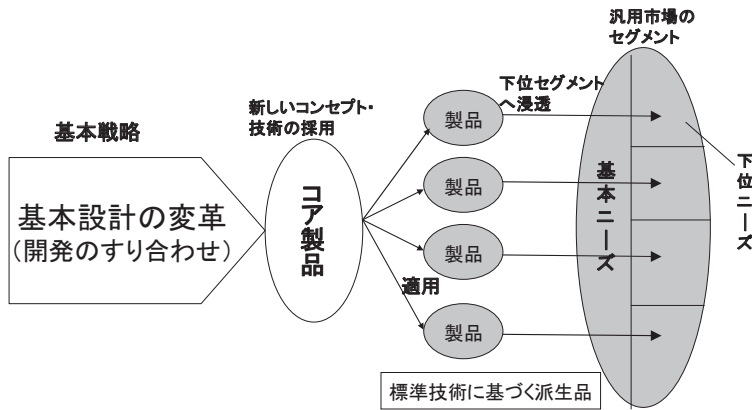 汎用市場の
セグメント
下位セグメント
へ浸透
新しいコンセプト・
技術の採用
基本戦略
製品
基本設計の変革
(開発のすり合わせ)
コア製品
製品
基本ニーズ
下位ニーズ
製品
適用
製品
標準技術に基づく派生品